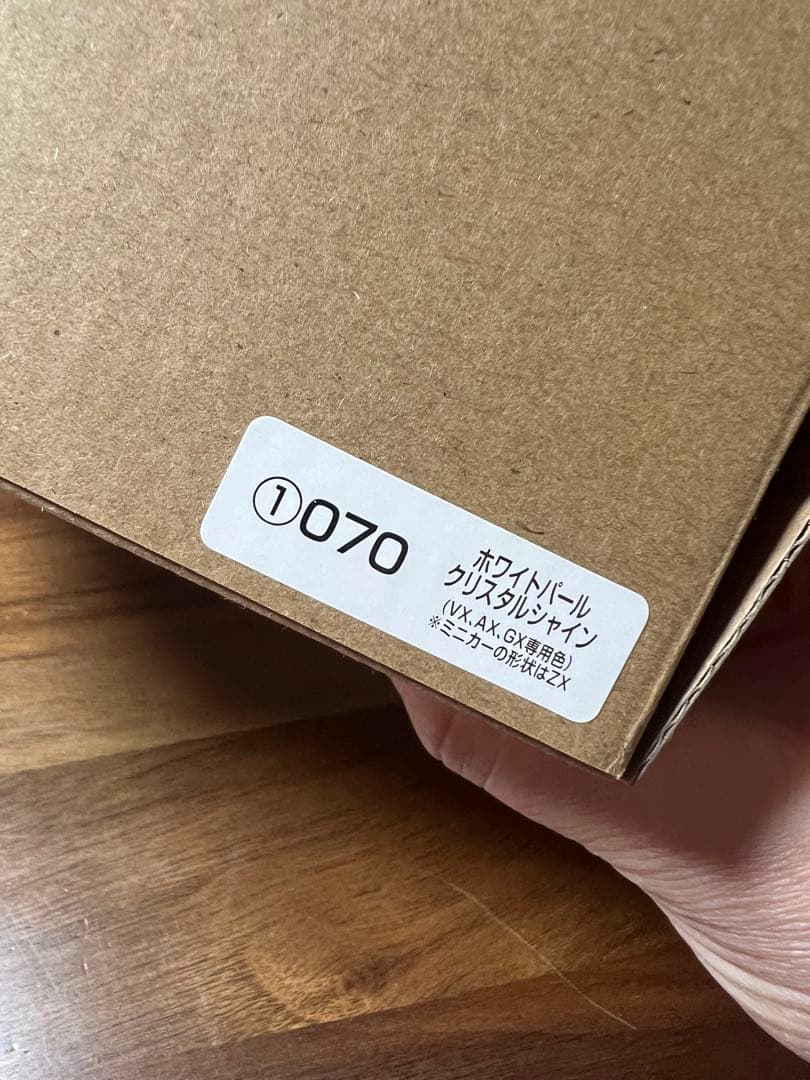 ①070
ホワイトパール
クリスタルシャイン
(VX、AX、GX専用色)
※ミニカーの形状はZX